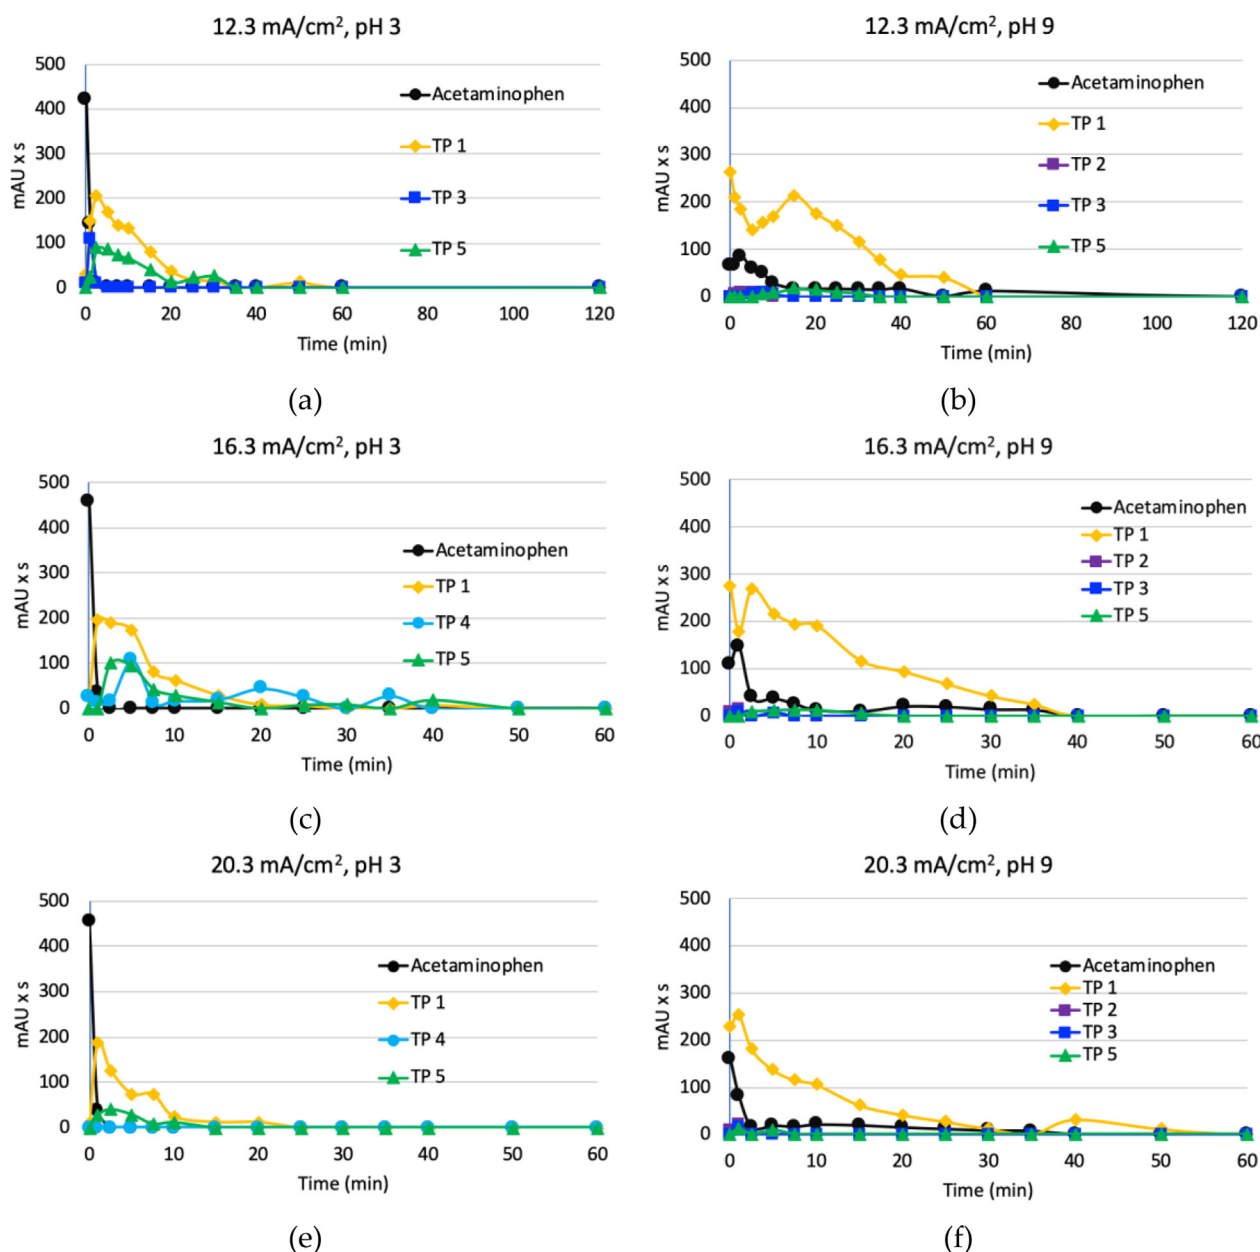 12.3 mA/cm², pH 3
500
400
300
200
100
0
mAU x s
Acetaminophen
TP 1
TP 3
TP 5
0 20 40 60 80 100 120
Time (min)
(a)
12.3 mA/cm², pH 9
500
400
300
200
100
0
mAU x s
Acetaminophen
TP 1
TP 2
TP 3
TP 5
0 20 40 60 80 100 120
Time (min)
(b)
16.3 mA/cm², pH 3
500
400
300
200
100
0
mAU x s
Acetaminophen
TP 1
TP 4
TP 5
0 10 20 30 40 50 60
Time (min)
(c)
16.3 mA/cm², pH 9
500
400
300
200
100
0
mAU x s
Acetaminophen
TP 1
TP 2
TP 3
TP 5
0 10 20 30 40 50 60
Time (min)
(d)
20.3 mA/cm², pH 3
500
400
300
200
100
0
mAU x s
Acetaminophen
TP 1
TP 4
TP 5
0 10 20 30 40 50 60
Time (min)
(e)
20.3 mA/cm², pH 9
500
400
300
200
100
0
mAU x s
Acetaminophen
TP 1
TP 2
TP 3
TP 5
0 10 20 30 40 50 60
Time (min)
(f)